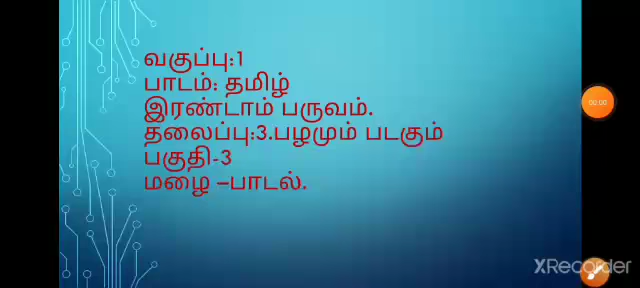 வகுப்பு:1
பாடம்: தமிழ்
இரண்டாம் பருவம்.
தலைப்பு:3.பழமும் படகும்
பகுதி-3
மழை –பாடல்.
00:00
XRecorder